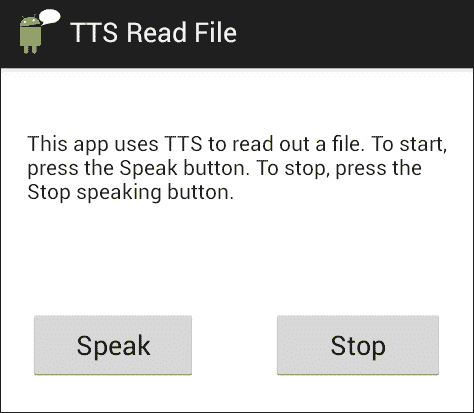 TTS Read File
This app uses TTS to read out a file. To start,
press the Speak button. To stop, press the
Stop speaking button.
Speak
Stop